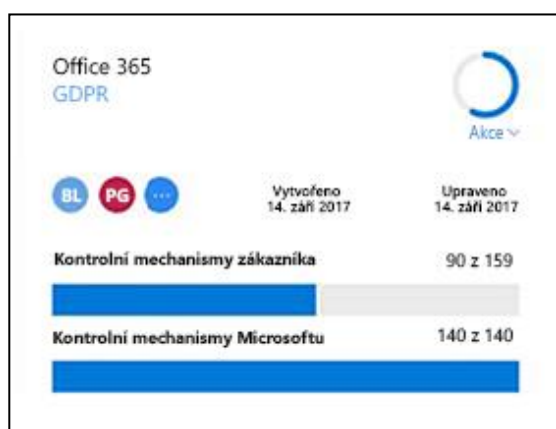 Office 365
GDPR
Akce
BL PG ...
Vytvořeno
14. září 2017
Upraveno
14. září 2017
Kontrolní mechanismy zákazníka 90 z 159
Kontrolní mechanismy Microsoftu 140 z 140